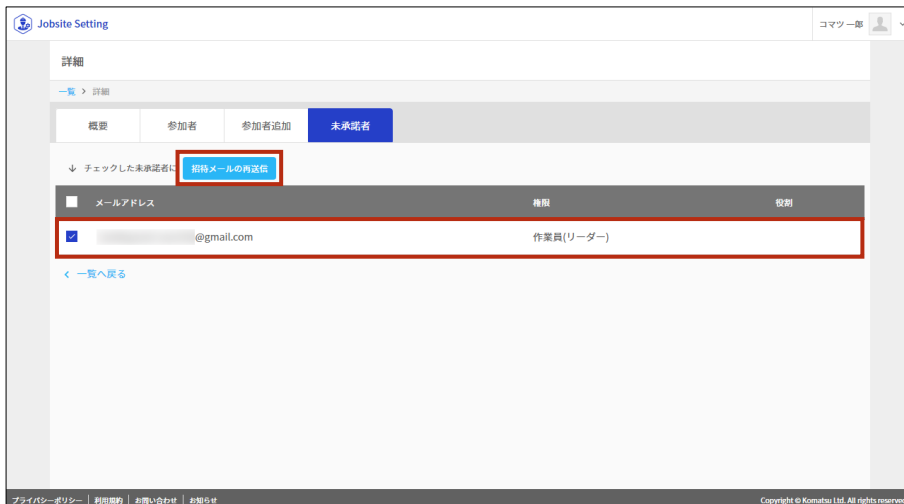 Jobsite Setting
コマツ 一郎
詳細
一覧 > 詳細
概要 参加者 参加者追加 未承諾者
↓ チェックした未承諾者に 招待メールの再送信
メールアドレス 権限 役割
@gmail.com 作業員(リーダー)
< 一覧へ戻る
プライバシーポリシー | 利用規約 | お問い合わせ | お知らせ
Copyright © Komatsu Ltd. All rights reserved